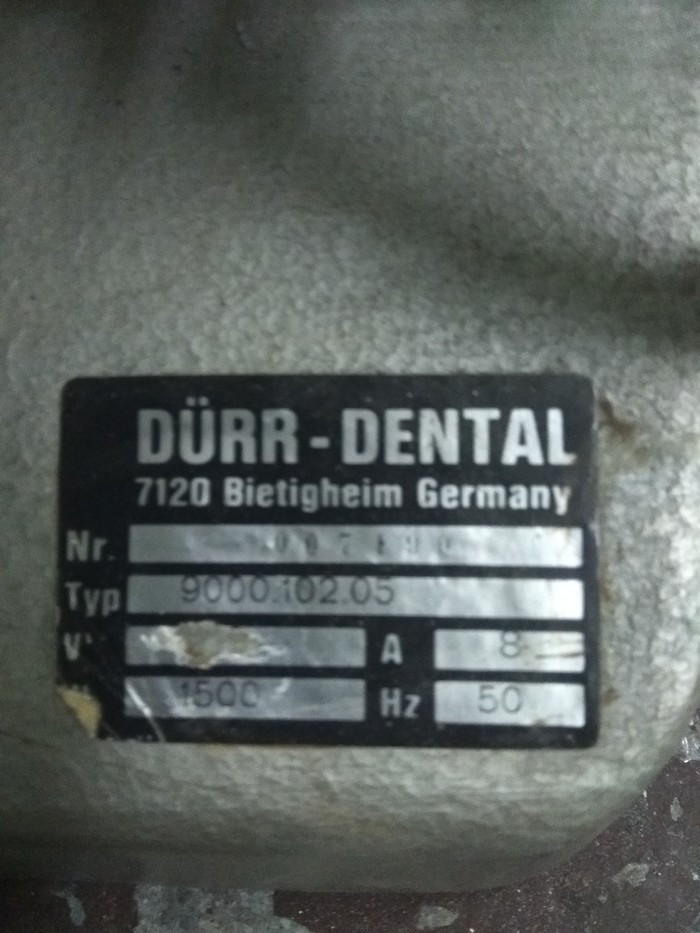 DÜRR-DENTAL
7120 Bietigheim Germany
Nr.
Typ 9000.102.05
V~ A 8
1500 Hz 50